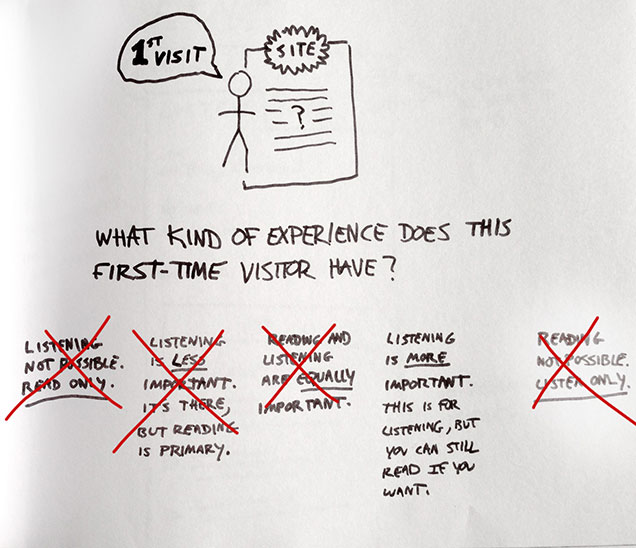 1ST
VISIT
SITE
?
WHAT KIND OF EXPERIENCE DOES THIS
FIRST-TIME VISITOR HAVE?
LISTENING
NOT POSSIBLE.
READ ONLY.
LISTENING
IS LESS
IMPORTANT.
IT'S THERE,
BUT READING
IS PRIMARY.
READING AND
LISTENING
ARE EQUALLY
IMPORTANT.
LISTENING
IS MORE
IMPORTANT.
THIS IS FOR
LISTENING, BUT
YOU CAN STILL
READ IF YOU
WANT.
READING
NOT POSSIBLE.
LISTEN ONLY.